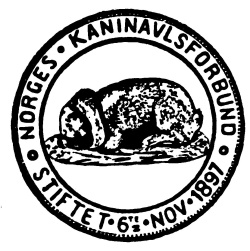 NORGES • KANINAVLSFORBUND
• STIFTET • 6TE • NOV • 1897 •